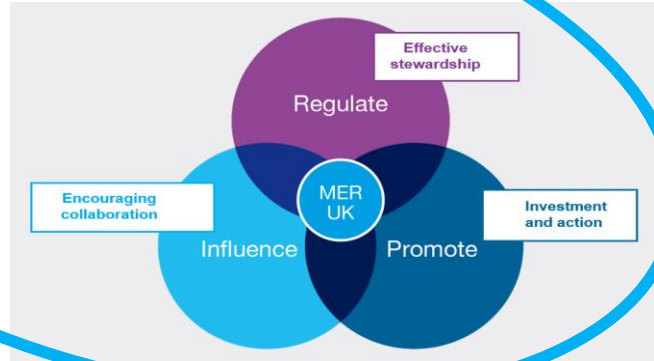 Effective
stewardship
Regulate
MER
UK
Encouraging
collaboration
Investment
and action
Influence
Promote